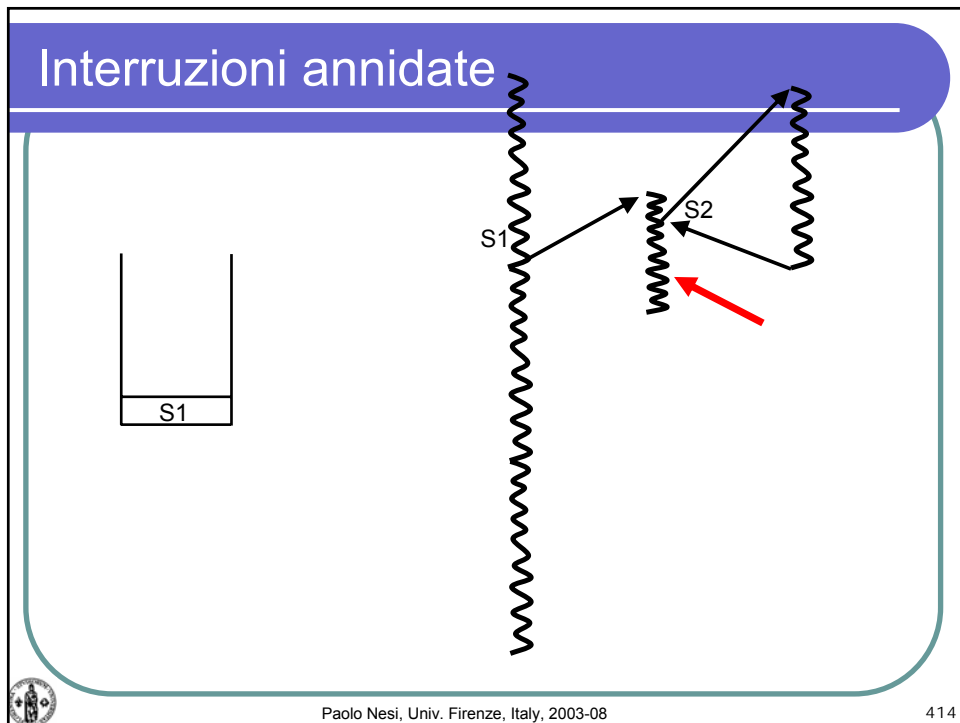 Interruzioni annidate
S1
S2
S1
Paolo Nesi, Univ. Firenze, Italy, 2003-08
414